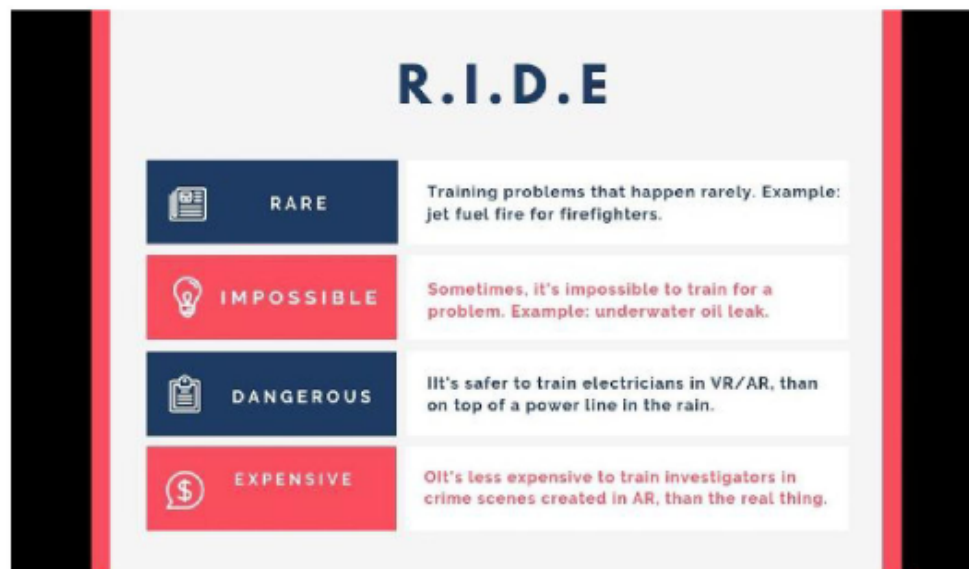 R.I.D.E
RARE
Training problems that happen rarely. Example:
jet fuel fire for firefighters.
IMPOSSIBLE
Sometimes, it's impossible to train for a
problem. Example: underwater oil leak.
DANGEROUS
IIt's safer to train electricians in VR/AR, than
on top of a power line in the rain.
EXPENSIVE
OIt's less expensive to train investigators in
crime scenes created in AR, than the real thing.